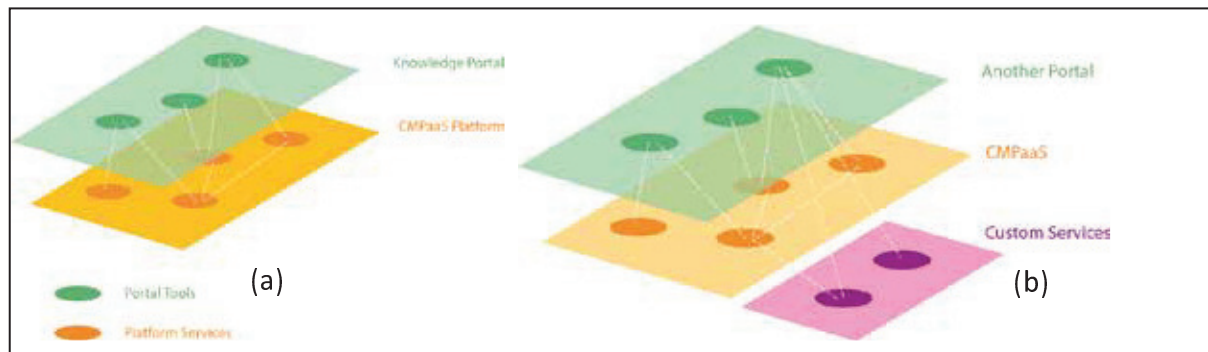 Knowledge Portal
CMPaaS Platform
Portal Tools
Platform Services
(a)
Another Portal
CMPaaS
Custom Services
(b)